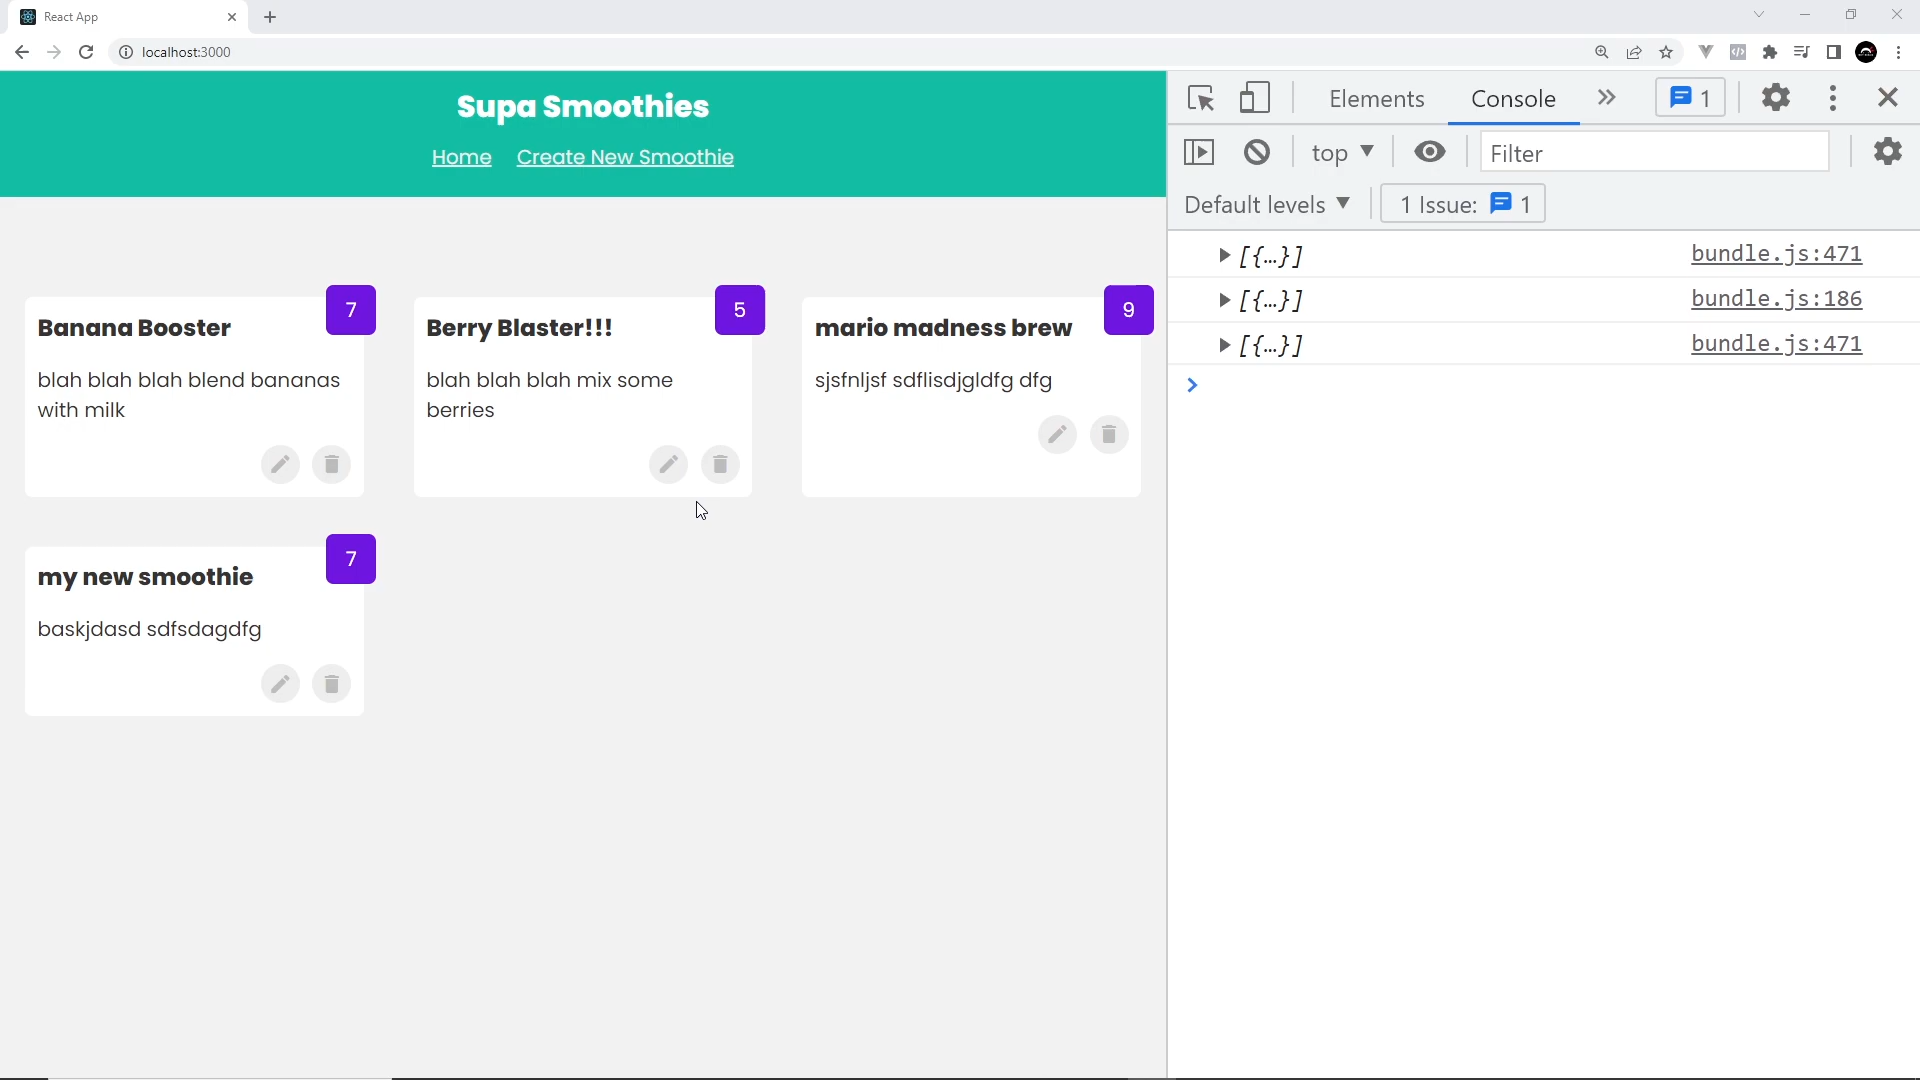 React App
localhost:3000
Supa Smoothies
Home Create New Smoothie
7
Banana Booster
blah blah blah blend bananas
with milk
5
Berry Blaster!!!
blah blah blah mix some
berries
9
mario madness brew
sjsfnljsf sdflisdjgldfg dfg
7
my new smoothie
baskjdasd sdfsdagdfg
Elements Console 1
top Filter
Default levels 1 Issue: 1
[{…}] bundle.js:471
[{…}] bundle.js:186
[{…}] bundle.js:471